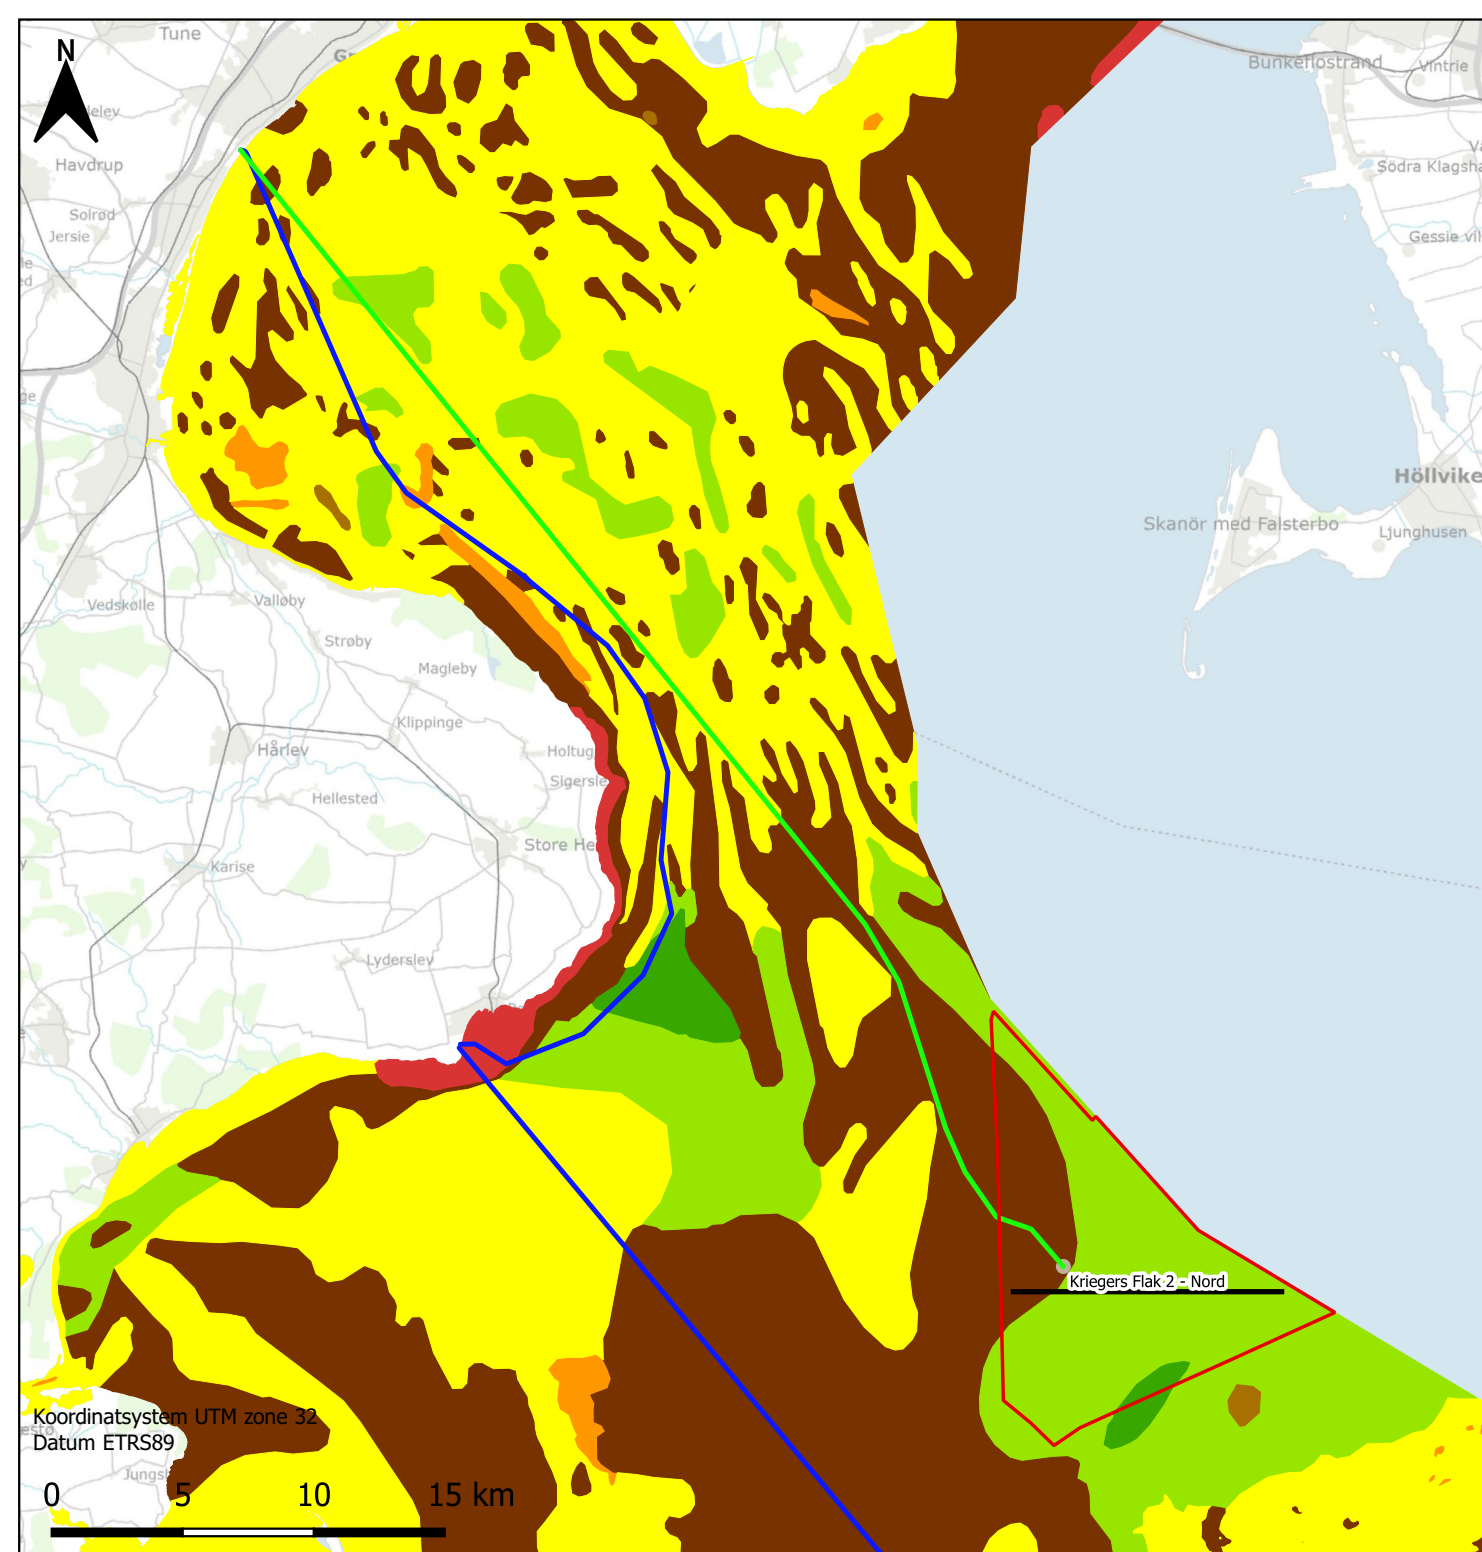 Tune
N
Bunkeflostrand
Vintrie
Havdrup
Södra Klagsha
Solrød
Jersie
Gessie vil
Höllvike
Skanör med Falsterbo
Ljunghusen
Vedskølle
Valløby
Strøby
Magleby
Klippinge
Hårlev
Holtug
Sigersle
Hellested
Store He
Karise
Lyderslev
Kriegers Flak 2 - Nord
Koordinatsystem UTM zone 32
Datum ETRS89
Jungsh
0 5 10 15 km